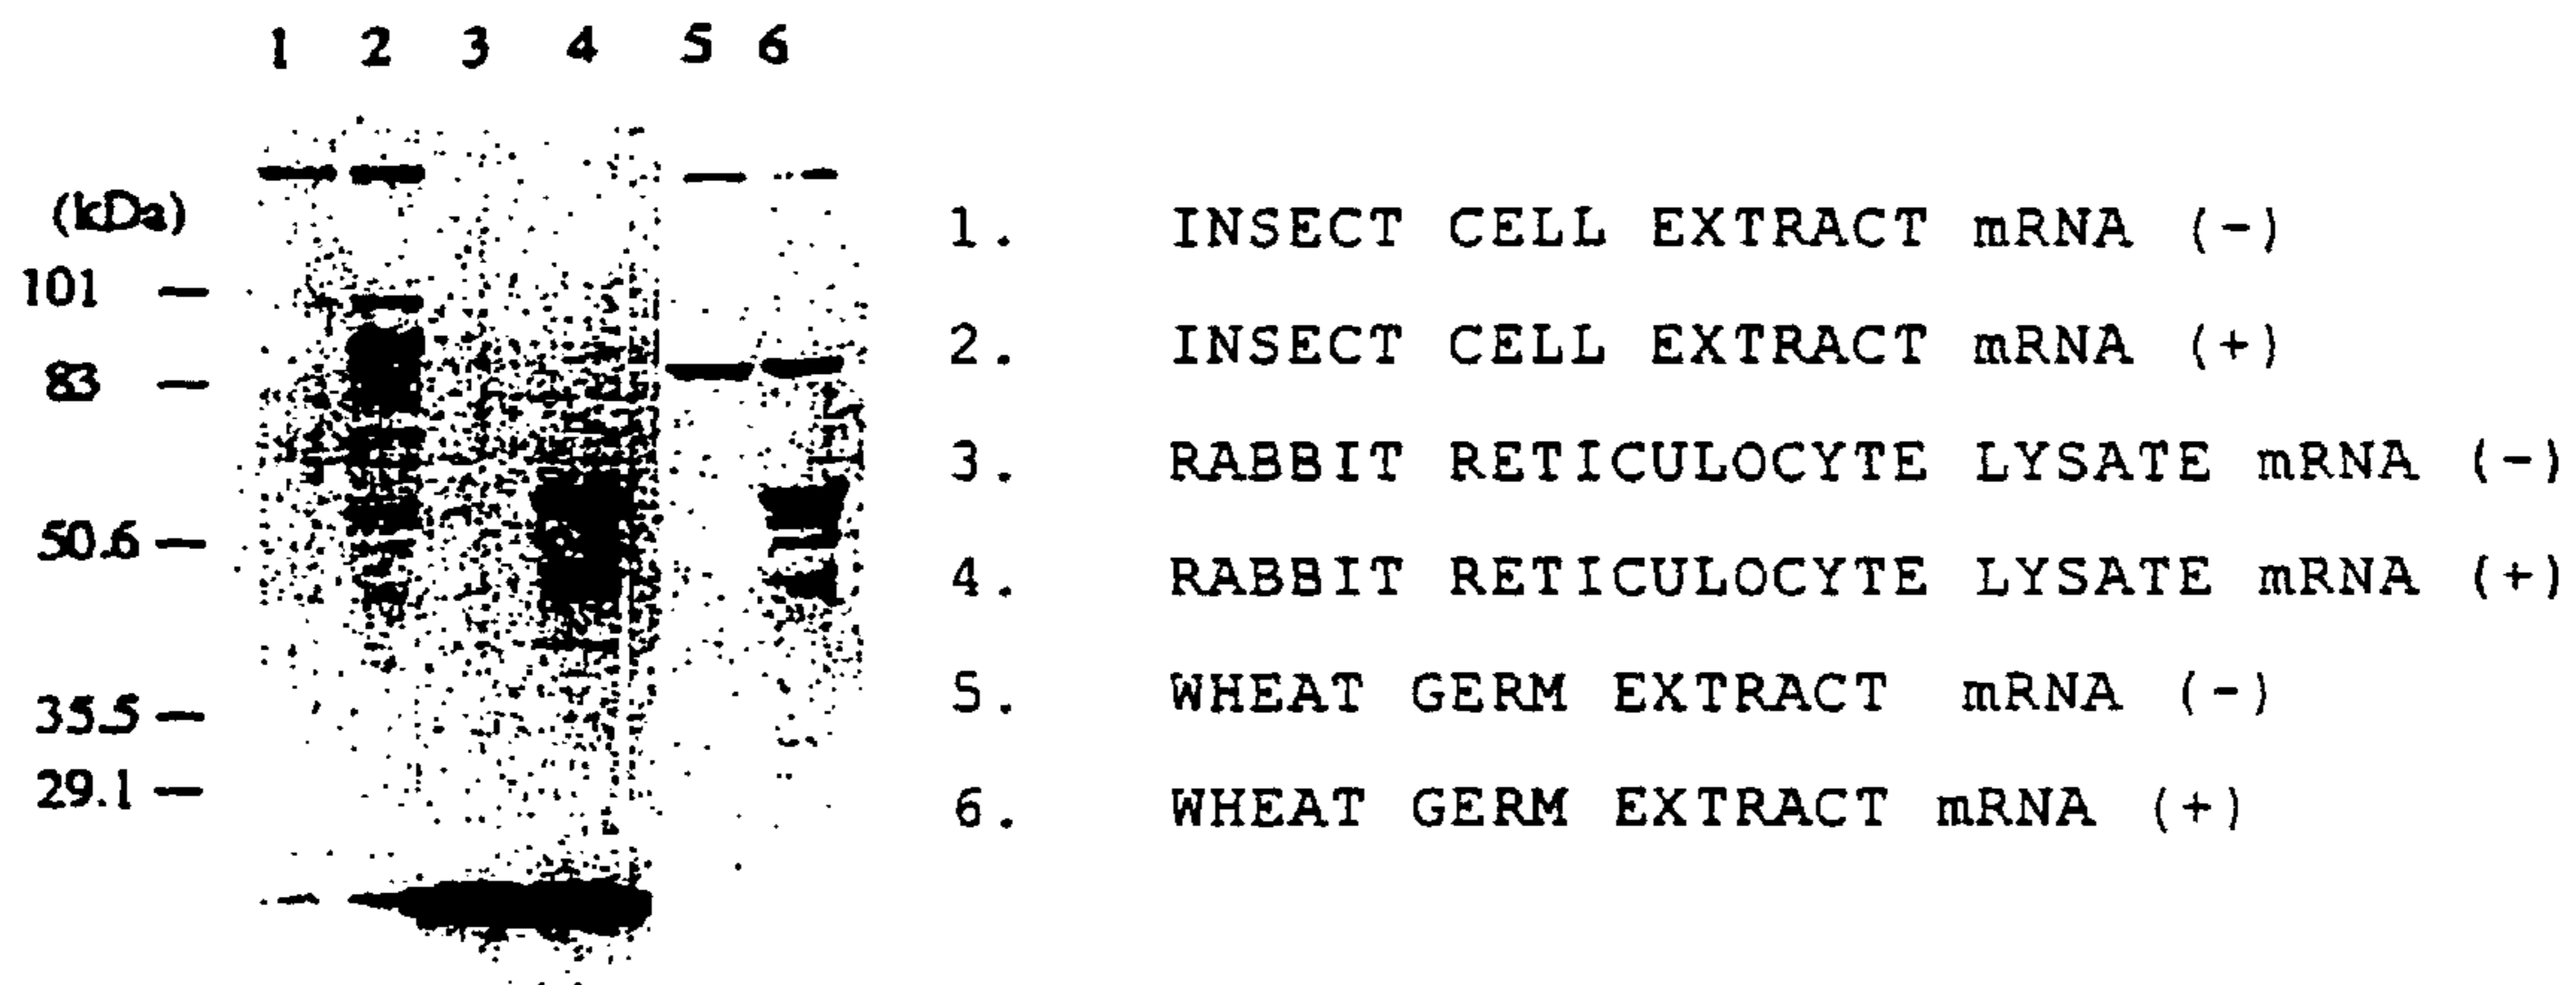 1 2 3 4 5 6
(kDa)
101
83
50.6
35.5
29.1
1. INSECT CELL EXTRACT mRNA (-)
2. INSECT CELL EXTRACT mRNA (+)
3. RABBIT RETICULOCYTE LYSATE mRNA (-)
4. RABBIT RETICULOCYTE LYSATE mRNA (+)
5. WHEAT GERM EXTRACT mRNA (-)
6. WHEAT GERM EXTRACT mRNA (+)